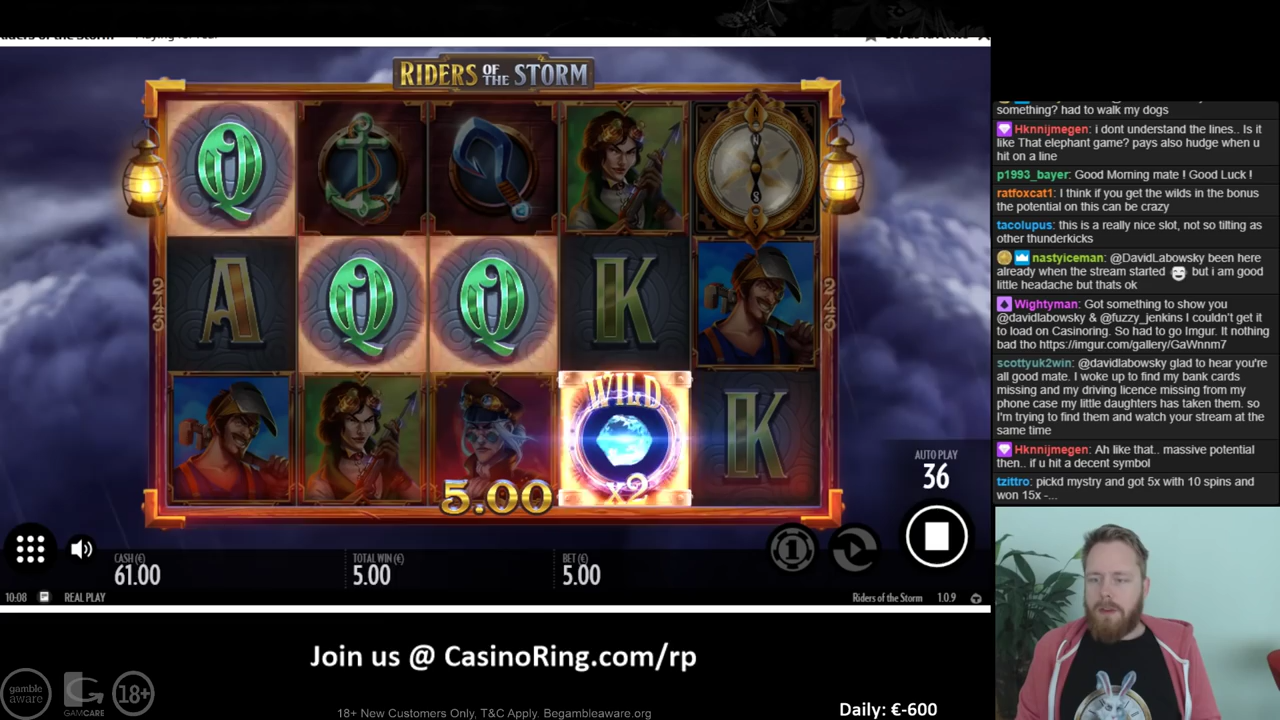 Riders of the Storm Playing for real
RIDERS OF THE STORM
Q
N
S
A Q Q K
243
243
WILD
x2
K
5.00
AUTO PLAY
36
CASH (€)
61.00
TOTAL WIN (€)
5.00
BET (€)
5.00
1
10:08
REAL PLAY
Riders of the Storm 1.0.9
something? had to walk my dogs
Hknnijmegen: i dont understand the lines.. Is it
like That elephant game? pays also hudge when u
hit on a line
p1993_bayer: Good Morning mate ! Good Luck !
ratfoxcat1: I think if you get the wilds in the bonus
the potential on this can be crazy
tacolupus: this is a really nice slot, not so tilting as
other thunderkicks
nastyiceman: @DavidLabowsky been here
already when the stream started but i am good
little headache but thats ok
Wightyman: Got something to show you
@davidlabowsky & @fuzzy_jenkins I couldn't get it
to load on Casinoring. So had to go Imgur. It nothing
bad tho https://imgur.com/gallery/GaWnnm7
scottyuk2win: @davidlabowsky glad to hear you're
all good mate. I woke up to find my bank cards
missing and my driving licence missing from my
phone case my little daughters has taken them. so
I'm trying to find them and watch your stream at the
same time
Hknnijmegen: Ah like that.. massive potential
then.. if u hit a decent symbol
tzittro: pickd mystry and got 5x with 10 spins and
won 15x -...
Join us @ CasinoRing.com/rp
gamble
aware
GAMCARE
18+
18+ New Customers Only, T&C Apply. Begambleaware.org
Daily: €-600